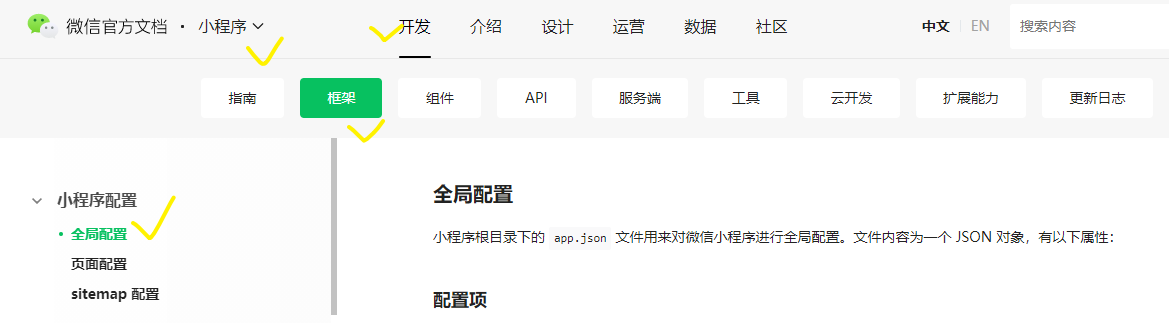 微信官方文档 · 小程序 开发 介绍 设计 运营 数据 社区 中文 EN 搜索内容
指南 框架 组件 API 服务端 工具 云开发 扩展能力 更新日志
小程序配置
• 全局配置
页面配置
sitemap 配置
全局配置
小程序根目录下的 app.json 文件用来对微信小程序进行全局配置。文件内容为一个 JSON 对象，有以下属性：
配置项